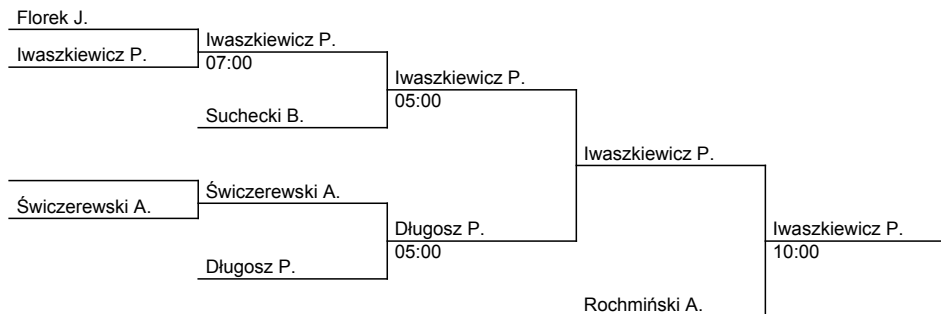 Florek J.
Iwaszkiewicz P.
Iwaszkiewicz P.
07:00
Iwaszkiewicz P.
05:00
Suchecki B.
Iwaszkiewicz P.
Świczerewski A.
Świczerewski A.
Długosz P.
05:00
Iwaszkiewicz P.
10:00
Długosz P.
Rochmiński A.